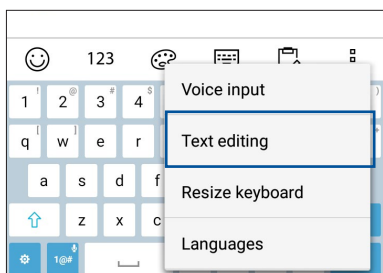 123
Voice input
1 ! 2 @ 3 # 4 $ )
Text editing
q [ w ] e r
Resize keyboard
a s d f
z x c
Languages
1@#